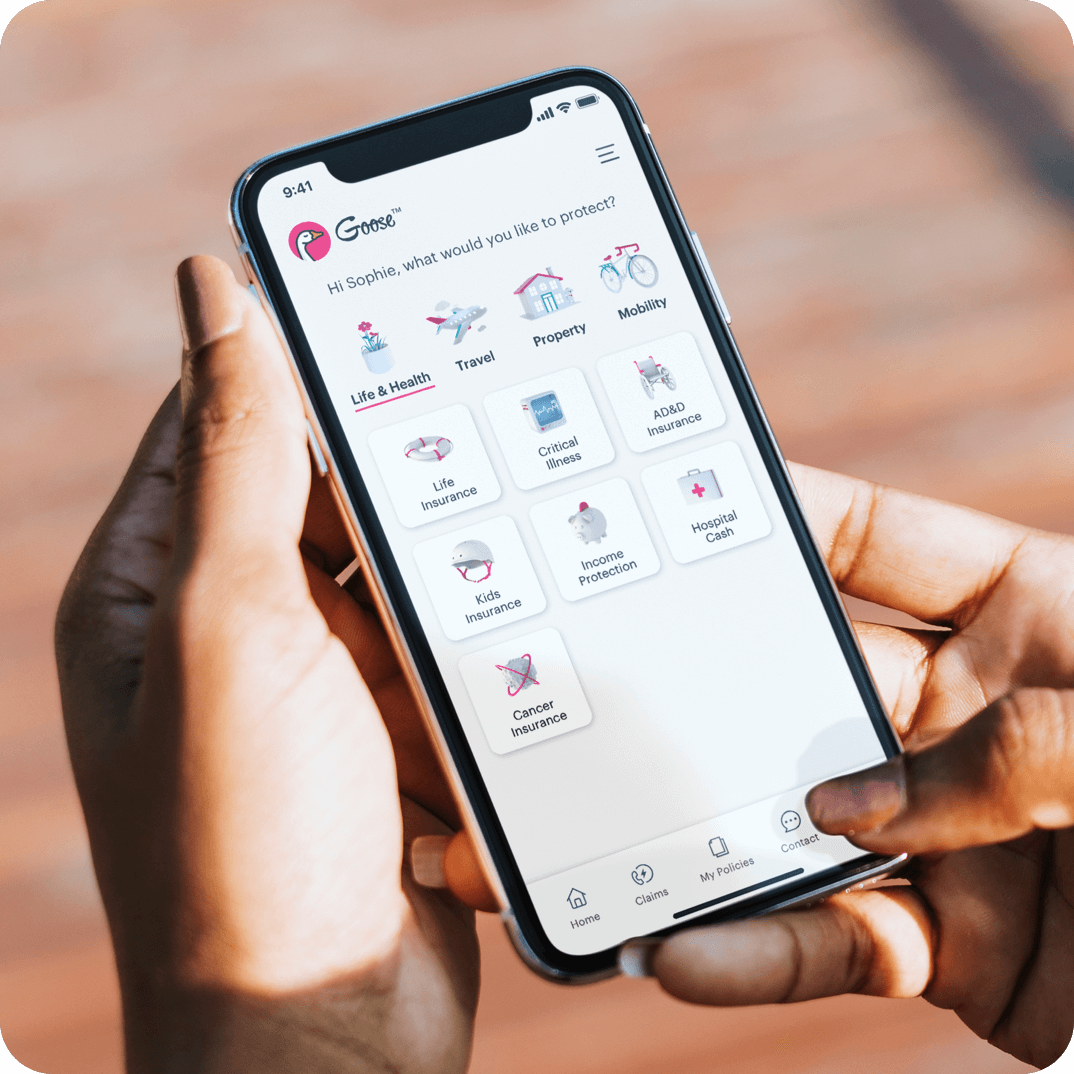 9:41
Goose™
Hi Sophie, what would you like to protect?
Life & Health
Travel
Property
Mobility
Life
Insurance
Critical
Illness
AD&D
Insurance
Kids
Insurance
Income
Protection
Hospital
Cash
Cancer
Insurance
Home
Claims
My Policies
Contact